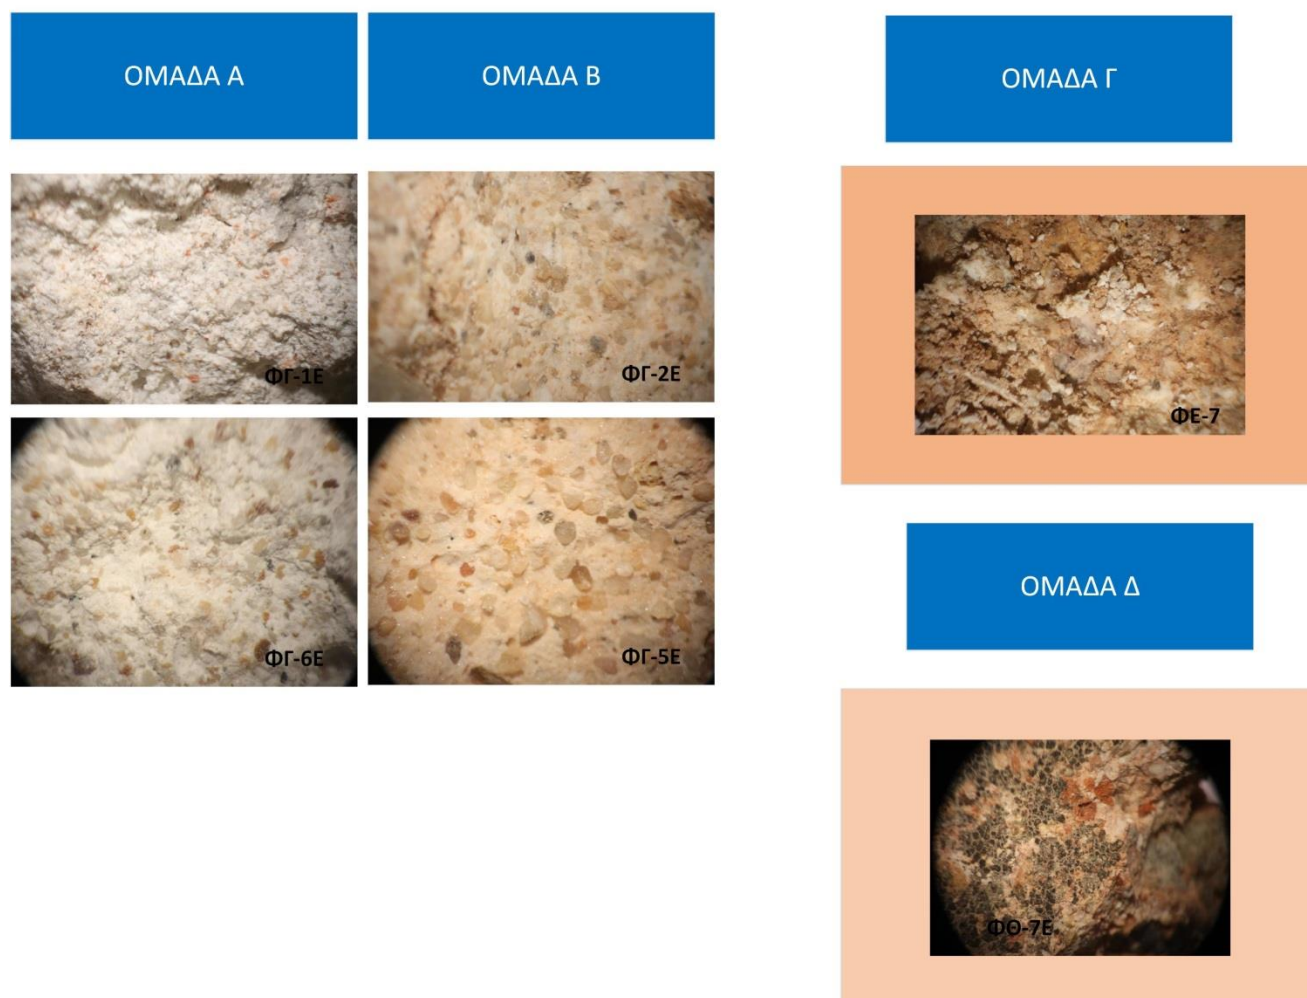 ΟΜΑΔΑ Α
ΟΜΑΔΑ Β
ΟΜΑΔΑ Γ
ΦΓ-1Ε
ΦΓ-2Ε
ΦΕ-7
ΦΓ-6Ε
ΦΓ-5Ε
ΟΜΑΔΑ Δ
ΦΘ-7Ε